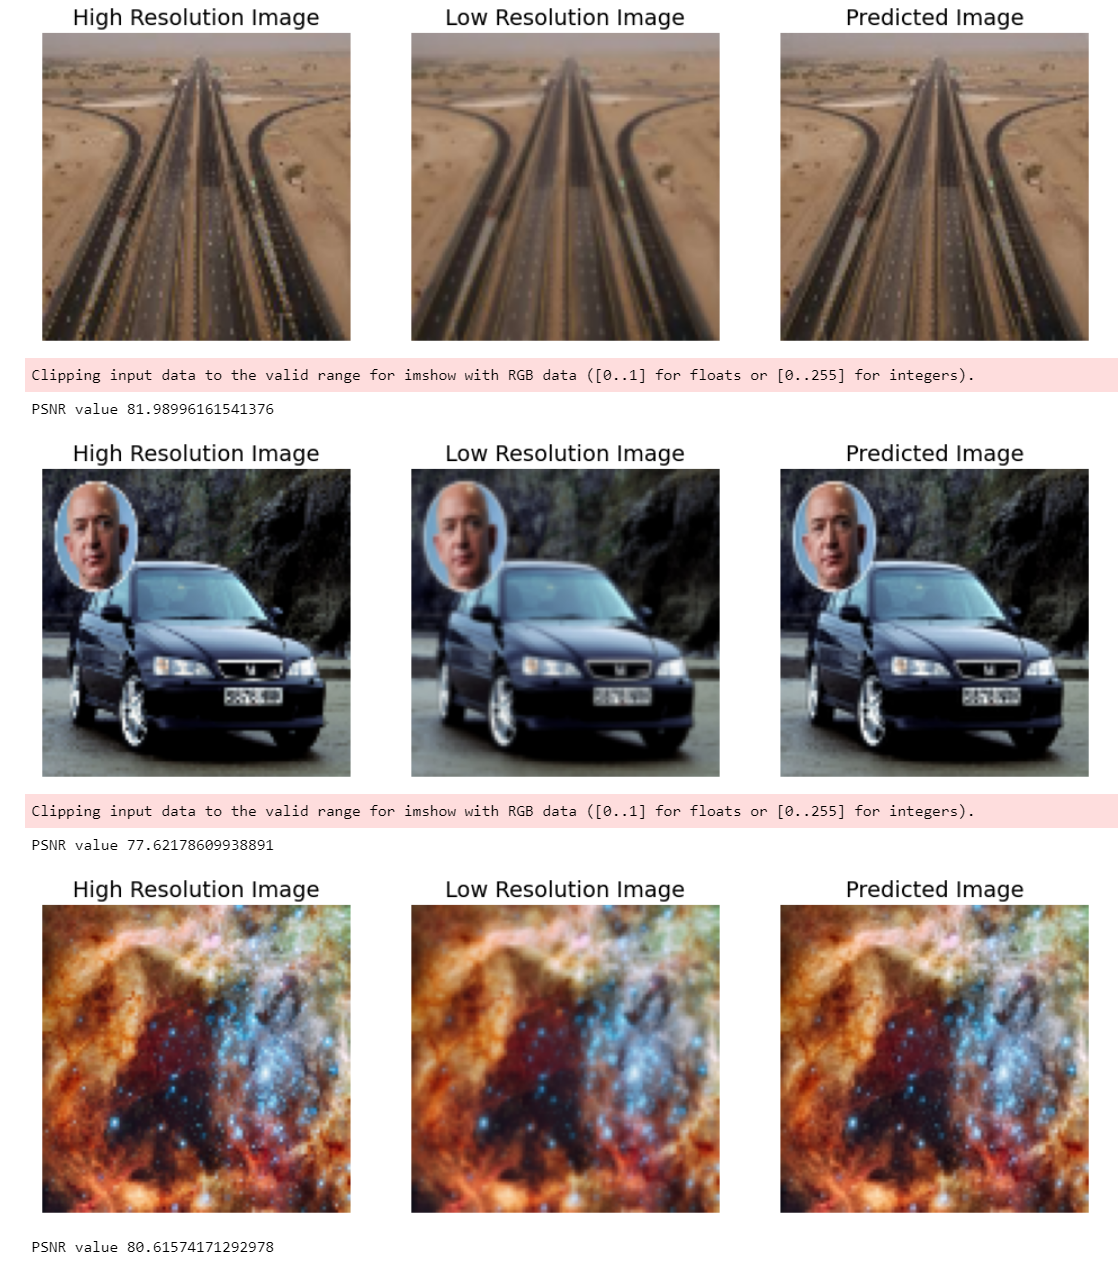 High Resolution Image Low Resolution Image Predicted Image
Clipping input data to the valid range for imshow with RGB data ([0..1] for floats or [0..255] for integers).
PSNR value 81.98996161541376
High Resolution Image Low Resolution Image Predicted Image
Clipping input data to the valid range for imshow with RGB data ([0..1] for floats or [0..255] for integers).
PSNR value 77.62178609938891
High Resolution Image Low Resolution Image Predicted Image
PSNR value 80.61574171292978